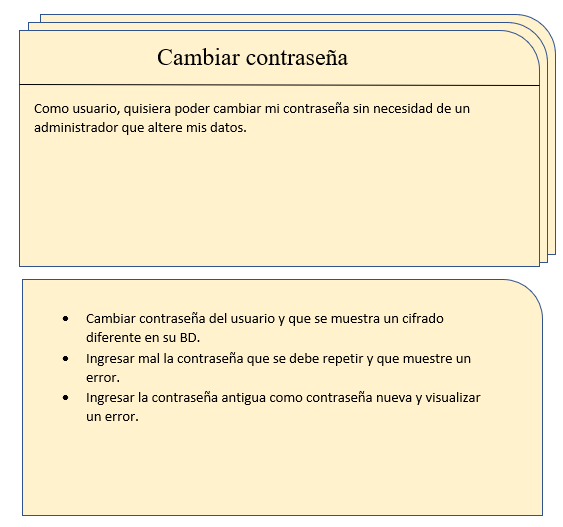 Cambiar contraseña
Como usuario, quisiera poder cambiar mi contraseña sin necesidad de un
administrador que altere mis datos.
• Cambiar contraseña del usuario y que se muestra un cifrado
diferente en su BD.
• Ingresar mal la contraseña que se debe repetir y que muestre un
error.
• Ingresar la contraseña antigua como contraseña nueva y visualizar
un error.